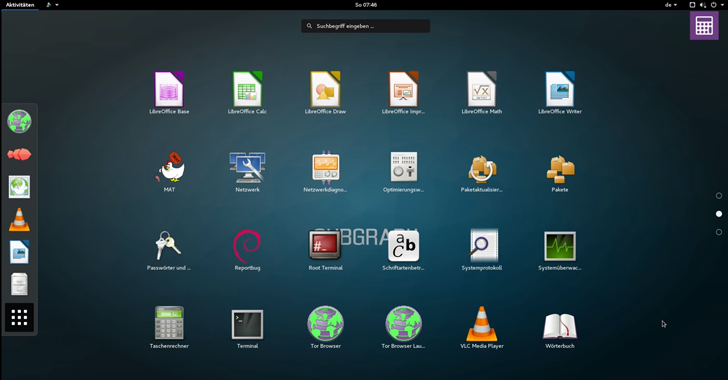 Aktivitäten
So 07:46
de
Suchbegriff eingeben ...
LibreOffice Base
LibreOffice Calc
LibreOffice Draw
LibreOffice Impr...
LibreOffice Math
LibreOffice Writer
MAT
Netzwerk
Netzwerkdiagno...
Optimierungsw...
Paketaktualisier...
Pakete
SUBGRAPH
Passwörter und ...
Reportbug
Root Terminal
Schriftartenbetr...
Systemprotokoll
Systemüberwac...
Taschenrechner
Terminal
Tor Browser
Tor Browser Lau...
VLC Media Player
Wörterbuch